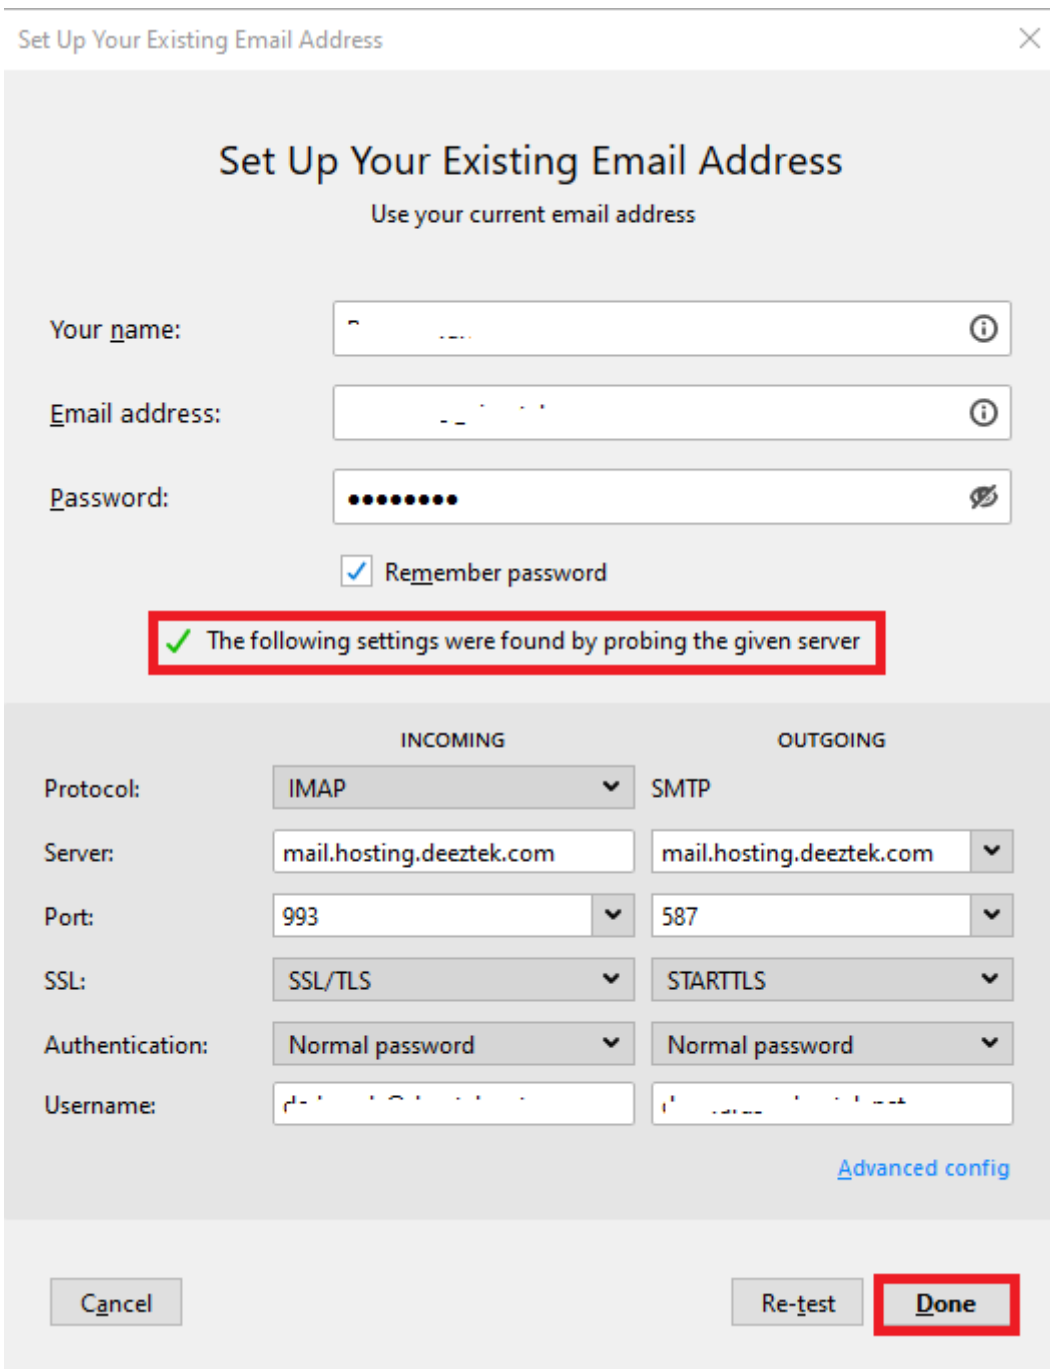 Set Up Your Existing Email Address
Set Up Your Existing Email Address
Use your current email address
Your name:
Email address:
Password: ●●●●●●●●
Remember password
The following settings were found by probing the given server
INCOMING OUTGOING
Protocol: IMAP SMTP
Server: mail.hosting.deeztek.com mail.hosting.deeztek.com
Port: 993 587
SSL: SSL/TLS STARTTLS
Authentication: Normal password Normal password
Username:
Advanced config
Cancel Re-test Done